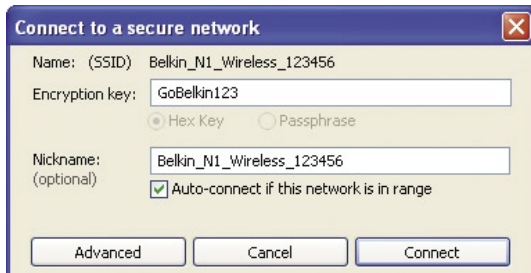 Connect to a secure network
Name: (SSID) Belkin_N1_Wireless_123456
Encryption key: GoBelkin123
Hex Key Passphrase
Nickname: Belkin_N1_Wireless_123456
(optional)
Auto-connect if this network is in range
Advanced Cancel Connect